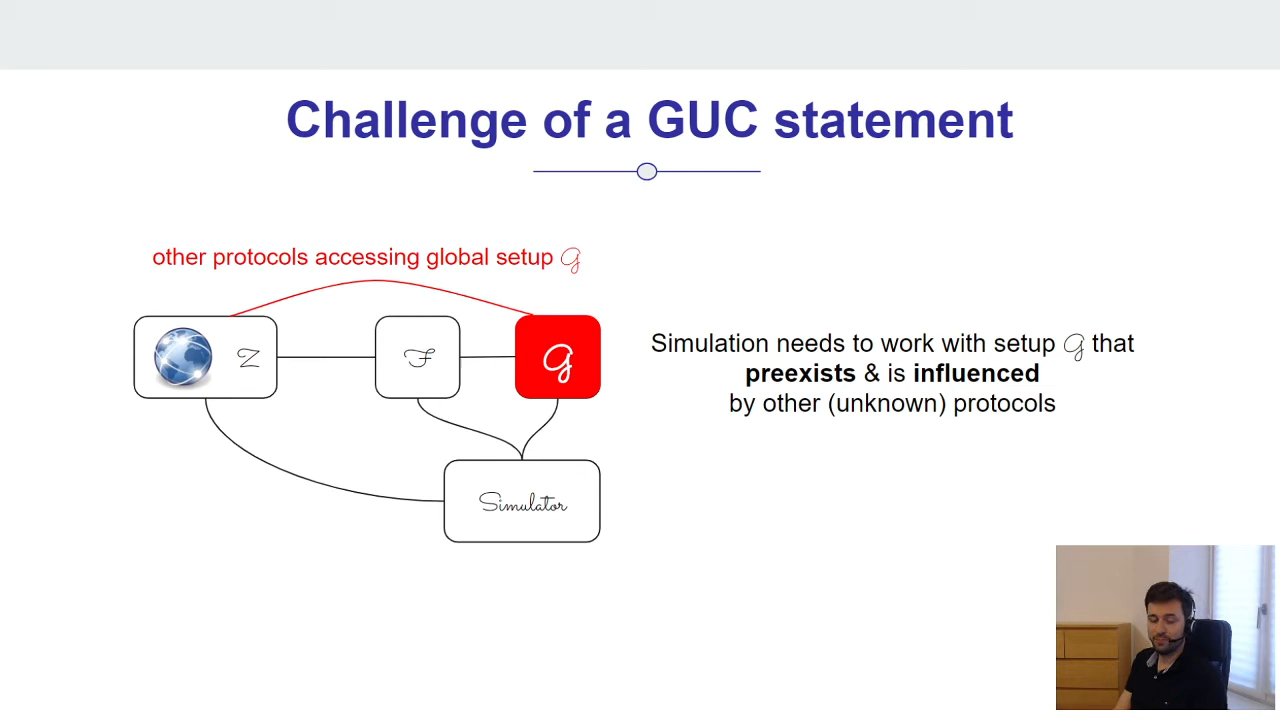 Challenge of a GUC statement
other protocols accessing global setup 𝒢
Z
F
𝒢
Simulation needs to work with setup 𝒢 that
preexists & is influenced
by other (unknown) protocols
Simulator